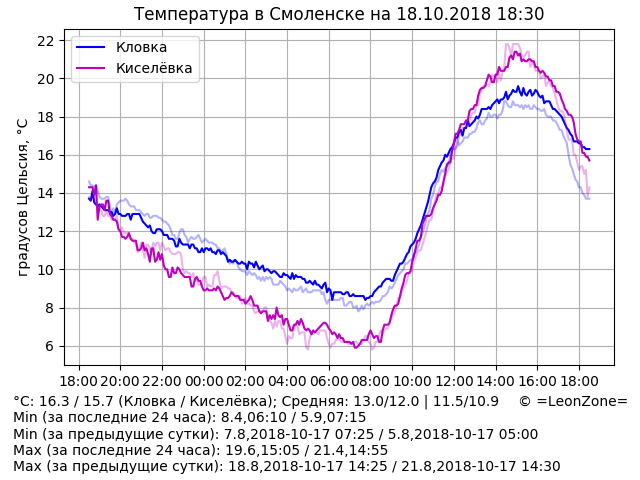 Температура в Смоленске на 18.10.2018 18:30
Кловка
Киселёвка
градусов Цельсия, °C
22
20
18
16
14
12
10
8
6
18:00 20:00 22:00 00:00 02:00 04:00 06:00 08:00 10:00 12:00 14:00 16:00 18:00
°C: 16.3 / 15.7 (Кловка / Киселёвка); Средняя: 13.0/12.0 | 11.5/10.9 © =LeonZone=
Min (за последние 24 часа): 8.4,06:10 / 5.9,07:15
Min (за предыдущие сутки): 7.8,2018-10-17 07:25 / 5.8,2018-10-17 05:00
Max (за последние 24 часа): 19.6,15:05 / 21.4,14:55
Max (за предыдущие сутки): 18.8,2018-10-17 14:25 / 21.8,2018-10-17 14:30